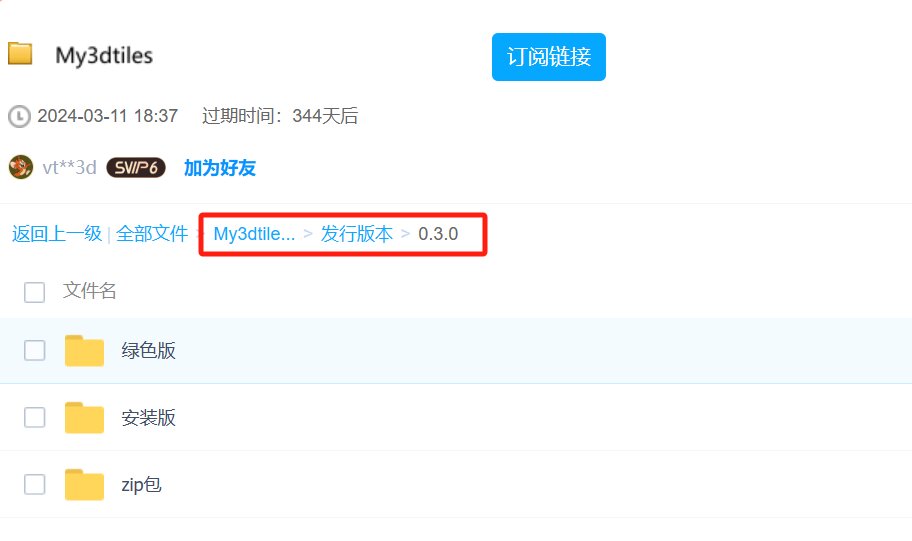 My3dtiles 订阅链接
2024-03-11 18:37 过期时间：344天后
vt**3d SVIP6 加为好友
返回上一级 | 全部文件 > My3dtile... > 发行版本 > 0.3.0
文件名
绿色版
安装版
zip包